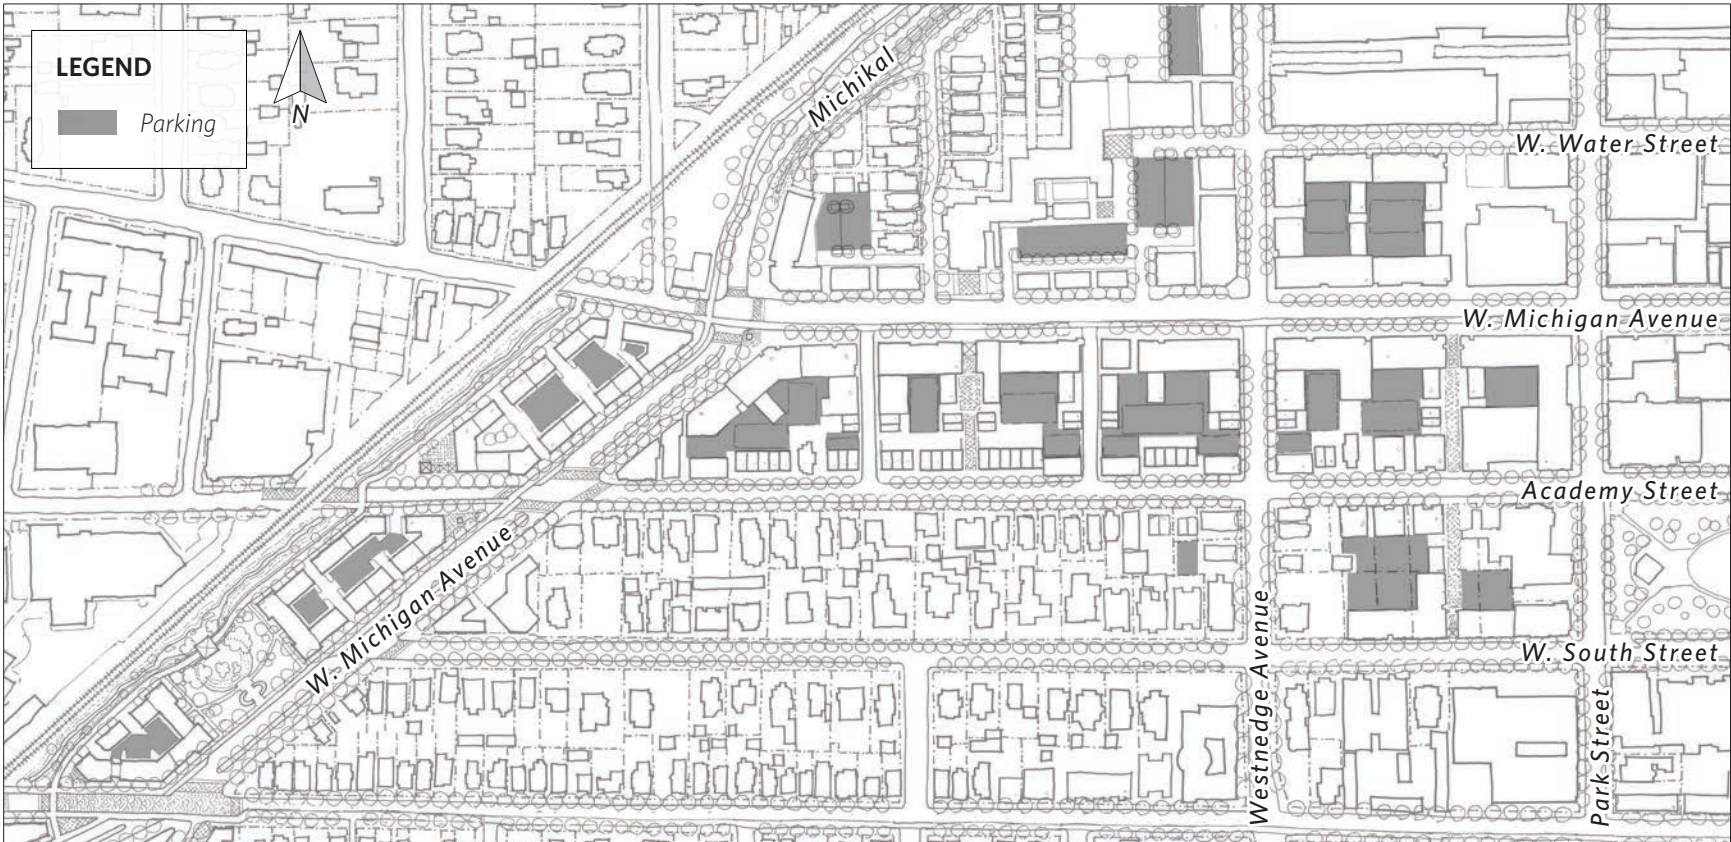 LEGEND
Parking
N
Michikal
W. Water Street
W. Michigan Avenue
Academy Street
W. Michigan Avenue
W. South Street
Westnedge Avenue
Park Street